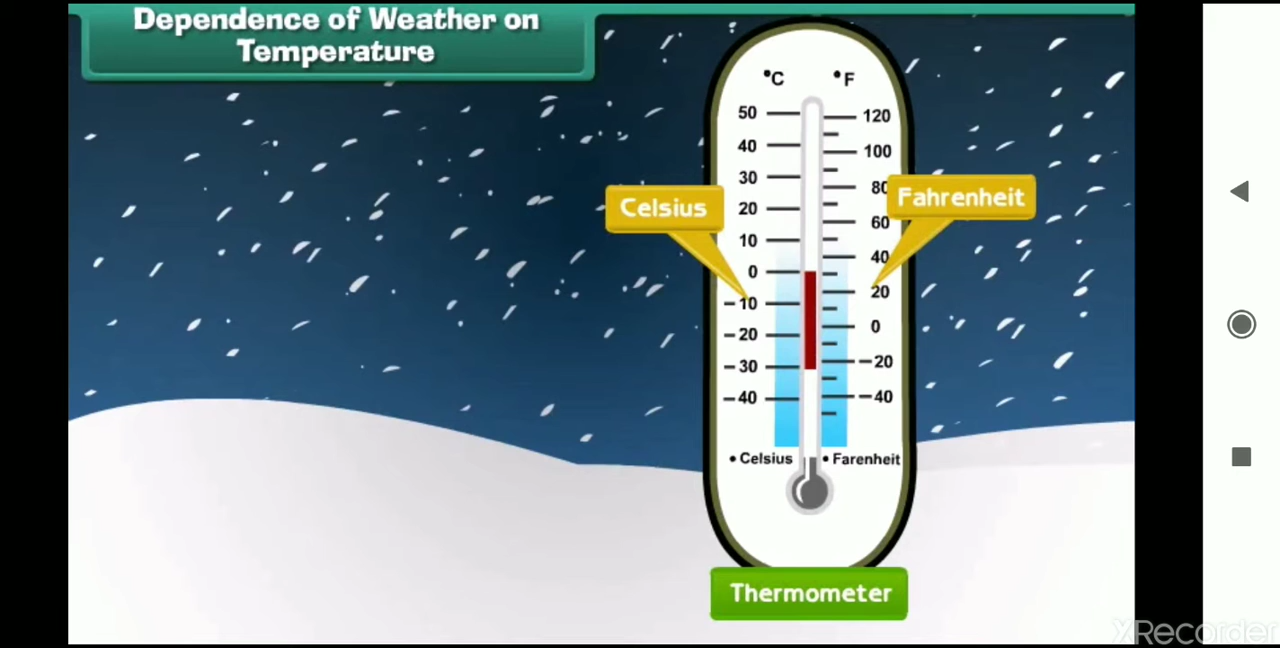 Dependence of Weather on
Temperature
°C °F
50 120
40 100
30 80
20 60
10 40
0 20
-10 0
-20 -20
-30 -40
-40
Celsius
Fahrenheit
• Celsius • Farenheit
Thermometer
XRecorder